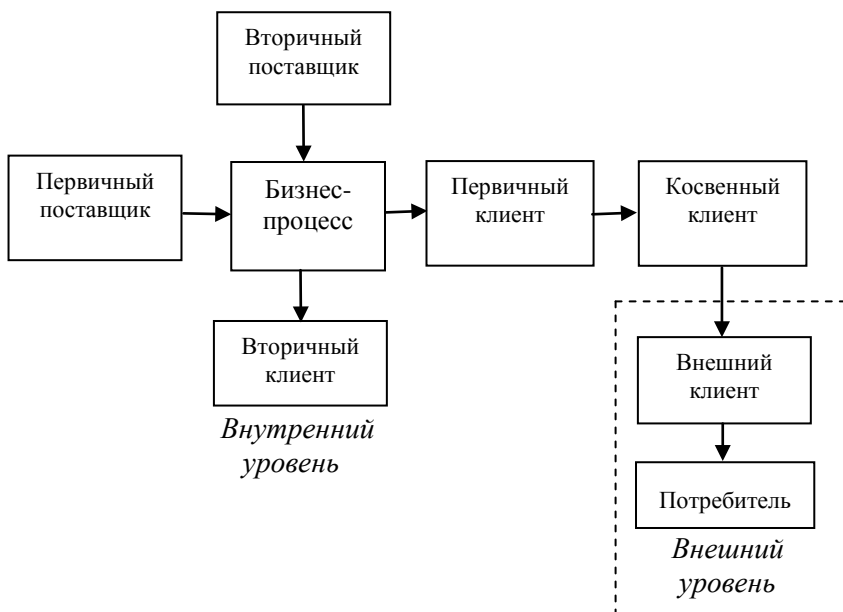 Вторичный
поставщик
Первичный
поставщик
Бизнес-
процесс
Первичный
клиент
Косвенный
клиент
Вторичный
клиент
Внутренний
уровень
Внешний
клиент
Потребитель
Внешний
уровень